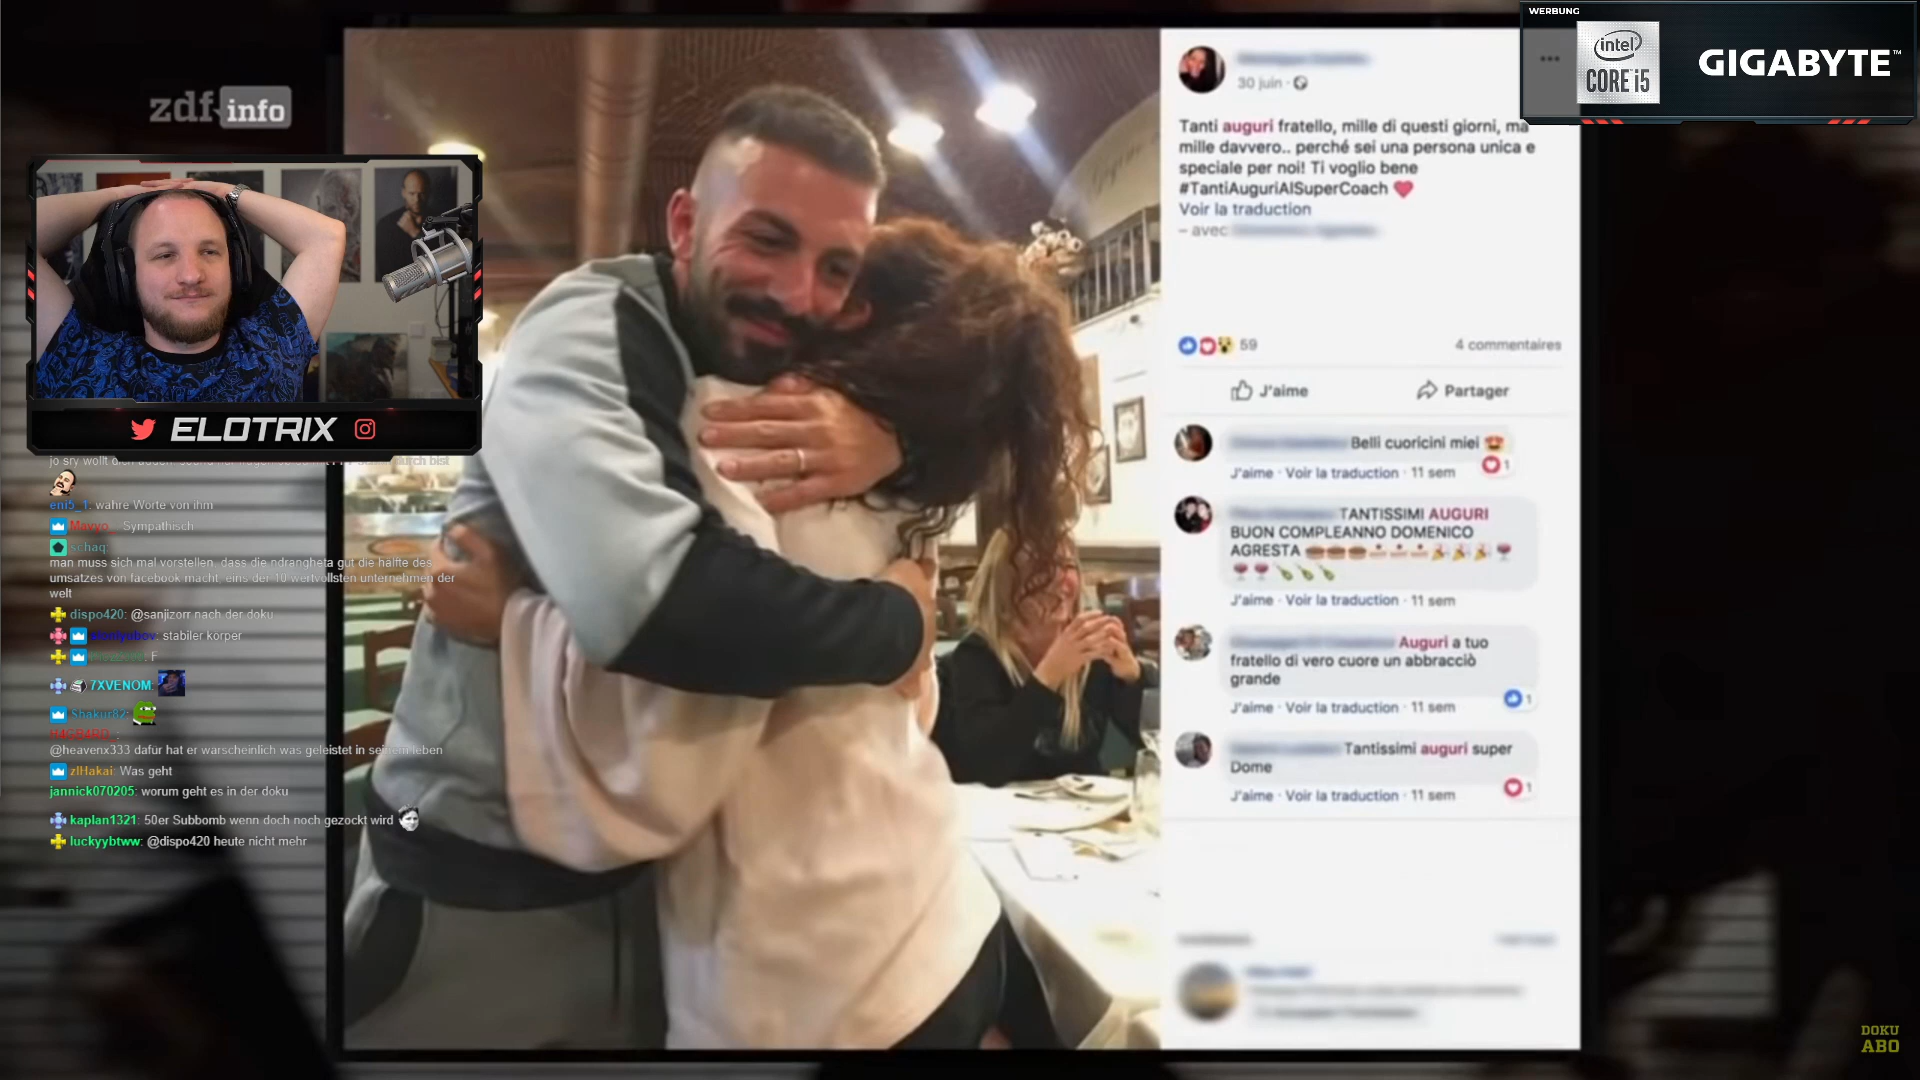 WERBUNG
intel
CORE i5
GIGABYTE™
zdf info
30 juin
Tanti auguri fratello, mille di questi giorni, ma
mille davvero.. perché sei una persona unica e
speciale per noi! Ti voglio bene
#TantiAuguriAlSuperCoach
Voir la traduction
– avec
59
4 commentaires
J'aime
Partager
Belli cuoricini miei
J'aime · Voir la traduction · 11 sem
1
TANTISSIMI AUGURI
BUON COMPLEANNO DOMENICO
AGRESTA
J'aime · Voir la traduction · 11 sem
Auguri a tuo
fratello di vero cuore un abbracciò
grande
J'aime · Voir la traduction · 11 sem
1
Tantissimi auguri super
Dome
J'aime · Voir la traduction · 11 sem
1
ELOTRIX
eni5_1: wahre Worte von ihm
Mavyo__: Sympathisch
schaq:
man muss sich mal vorstellen. dass die ndrangheta gut die hälfte des
umsatzes von facebook macht, eins der 10 wertvollsten unternehmen der
welt
dispo420: @sanjizorr nach der doku
stabiler körper
F
7XVENOM:
Shakur82:
@heavenx333 dafür hat er warscheinlich was geleistet in seinem leben
zlHakai: Was geht
jannick070205: worum geht es in der doku
kaplan1321: 50er Subbomb wenn doch noch gezockt wird
luckyybtww: @dispo420 heute nicht mehr
DOKU
ABO